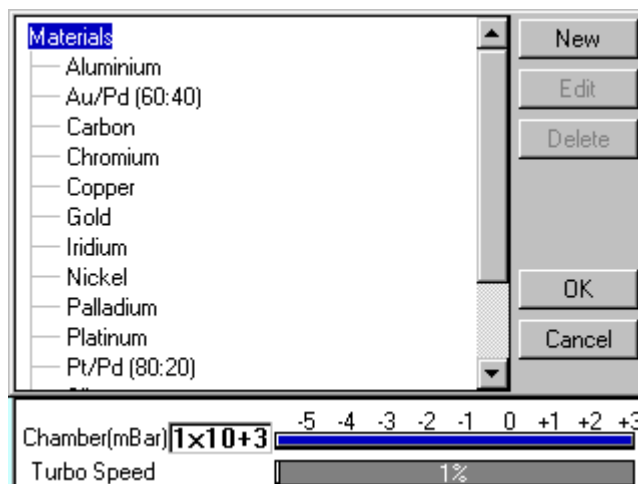 Materials
Aluminium
Au/Pd (60:40)
Carbon
Chromium
Copper
Gold
Iridium
Nickel
Palladium
Platinum
Pt/Pd (80:20)
New
Edit
Delete
OK
Cancel
Chamber(mBar) 1x10+3 -5 -4 -3 -2 -1 0 +1 +2 +3
Turbo Speed 1%